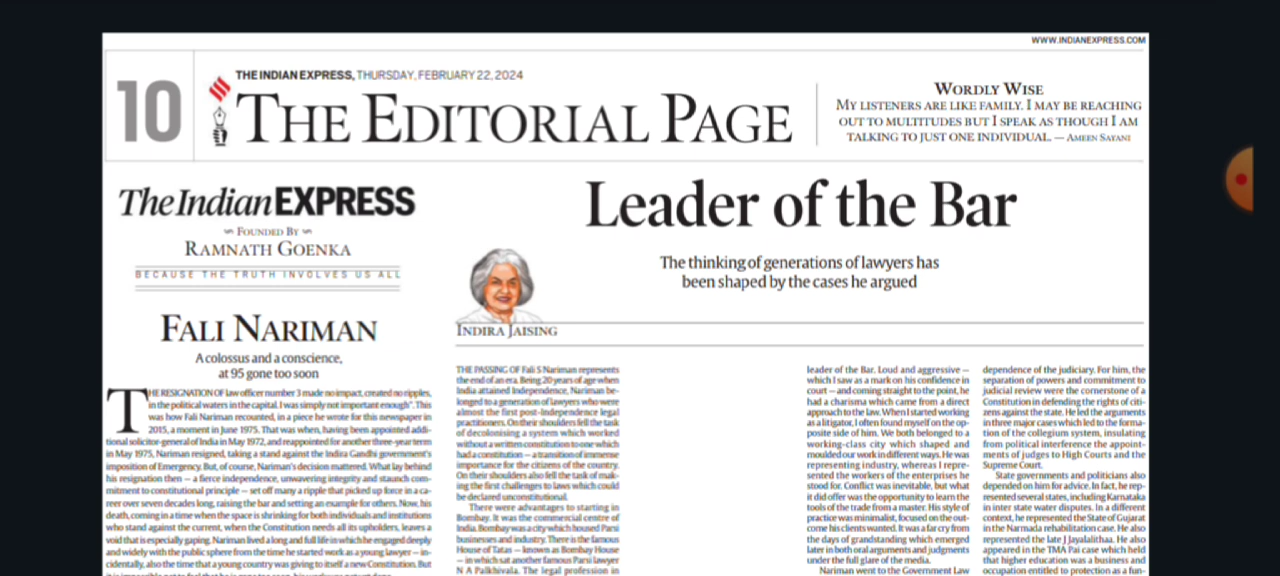 WWW.INDIANEXPRESS.COM
10
THE INDIAN EXPRESS, THURSDAY, FEBRUARY 22, 2024
THE EDITORIAL PAGE
WORDLY WISE
MY LISTENERS ARE LIKE FAMILY. I MAY BE REACHING
OUT TO MULTITUDES BUT I SPEAK AS THOUGH I AM
TALKING TO JUST ONE INDIVIDUAL. — AMEEN SAYANI
The Indian EXPRESS
FOUNDED BY
RAMNATH GOENKA
BECAUSE THE TRUTH INVOLVES US ALL
FALI NARIMAN
A colossus and a conscience,
at 95 gone too soon
THE RESIGNATION OF law officer number 3 made no impact, created no ripples,
in the political waters in the capital. I was simply not important enough". This
was how Fali Nariman recounted, in a piece he wrote for this newspaper in
2015, a moment in June 1975. That was when, having been appointed addi-
tional solicitor-general of India in May 1972, and reappointed for another three-year term
in May 1975, Nariman resigned, taking a stand against the Indira Gandhi government's
imposition of Emergency. But, of course, Nariman's decision mattered. What lay behind
his resignation then — a fierce independence, unwavering integrity and staunch com-
mitment to constitutional principle — set off many a ripple that picked up force in a ca-
reer over seven decades long, raising the bar and setting an example for others. Now, his
death, coming in a time when the space is shrinking for both individuals and institutions
who stand against the current, when the Constitution needs all its upholders, leaves a
void that is especially gaping. Nariman lived a long and full life in which he engaged deeply
and widely with the public sphere from the time he started work as a young lawyer — in-
cidentally, also the time that a young country was giving to itself a new Constitution. But
Leader of the Bar
The thinking of generations of lawyers has
been shaped by the cases he argued
INDIRA JAISING
THE PASSING OF Fali S Nariman represents
the end of an era. Being 20 years of age when
India attained Independence, Nariman be-
longed to a generation of lawyers who were
almost the first post-independence legal
practitioners. On their shoulders fell the task
of decolonising a system which worked
without a written constitution to one which
had a constitution — a transition of immense
importance for the citizens of the country.
On their shoulders also fell the task of mak-
ing the first challenges to laws which could
be declared unconstitutional.
There were advantages to starting in
Bombay. It was the commercial centre of
India. Bombay was a city which housed Parsi
businesses and industry. There is the famous
House of Tatas — known as Bombay House
— in which sat another famous Parsi lawyer
N A Palkhivala. The legal profession in
leader of the Bar. Loud and aggressive —
which I saw as a mark on his confidence in
court — and coming straight to the point, he
had a charisma which came from a direct
approach to the law. When I started working
as a litigator, I often found myself on the op-
posite side of him. We both belonged to a
working-class city which shaped and
moulded our work in different ways. He was
representing industry, whereas I repre-
sented the workers of the enterprises he
stood for. Conflict was inevitable, but what
it did offer was the opportunity to learn the
tools of the trade from a master. His style of
practice was minimalist, focused on the out-
come his clients wanted. It was a far cry from
the days of grandstanding which emerged
later in both oral arguments and judgments
under the full glare of the media.
Nariman went to the Government Law
dependence of the judiciary. For him, the
separation of powers and commitment to
judicial review were the cornerstone of a
Constitution in defending the rights of citi-
zens against the state. He led the arguments
in three major cases which led to the forma-
tion of the collegium system, insulating
from political interference the appoint-
ments of judges to High Courts and the
Supreme Court.
State governments and politicians also
depended on him for advice. In fact, he rep-
resented several states, including Karnataka
in inter state water disputes. In a different
context, he represented the State of Gujarat
in the Narmada rehabilitation case. He also
represented the late J Jayalalithaa. He also
appeared in the TMA Pai case which held
that higher education was a business and
occupation entitled to protection as a fun-